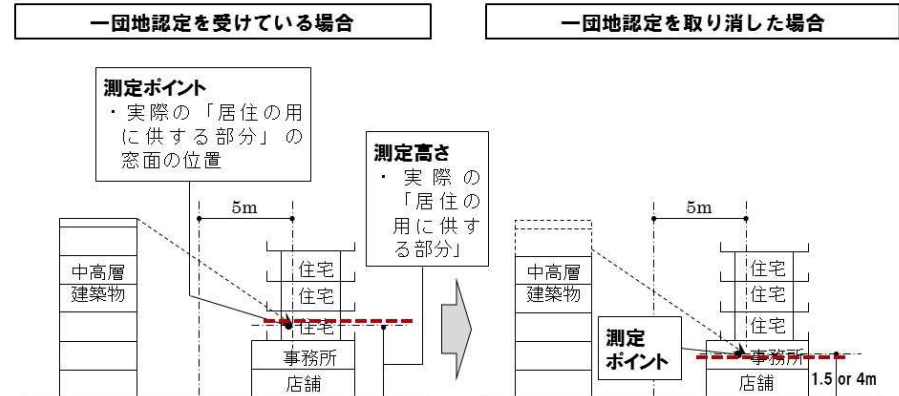 一団地認定を受けている場合
測定ポイント
・実際の「居住の用
に供する部分」の
窓面の位置
測定高さ
・実際の
「居住の
用に供す
る部分」
5m
中高層
建築物
住宅
住宅
住宅
事務所
店舗
一団地認定を取り消した場合
5m
中高層
建築物
住宅
住宅
住宅
測定
ポイント
事務所
店舗
1.5 or 4m